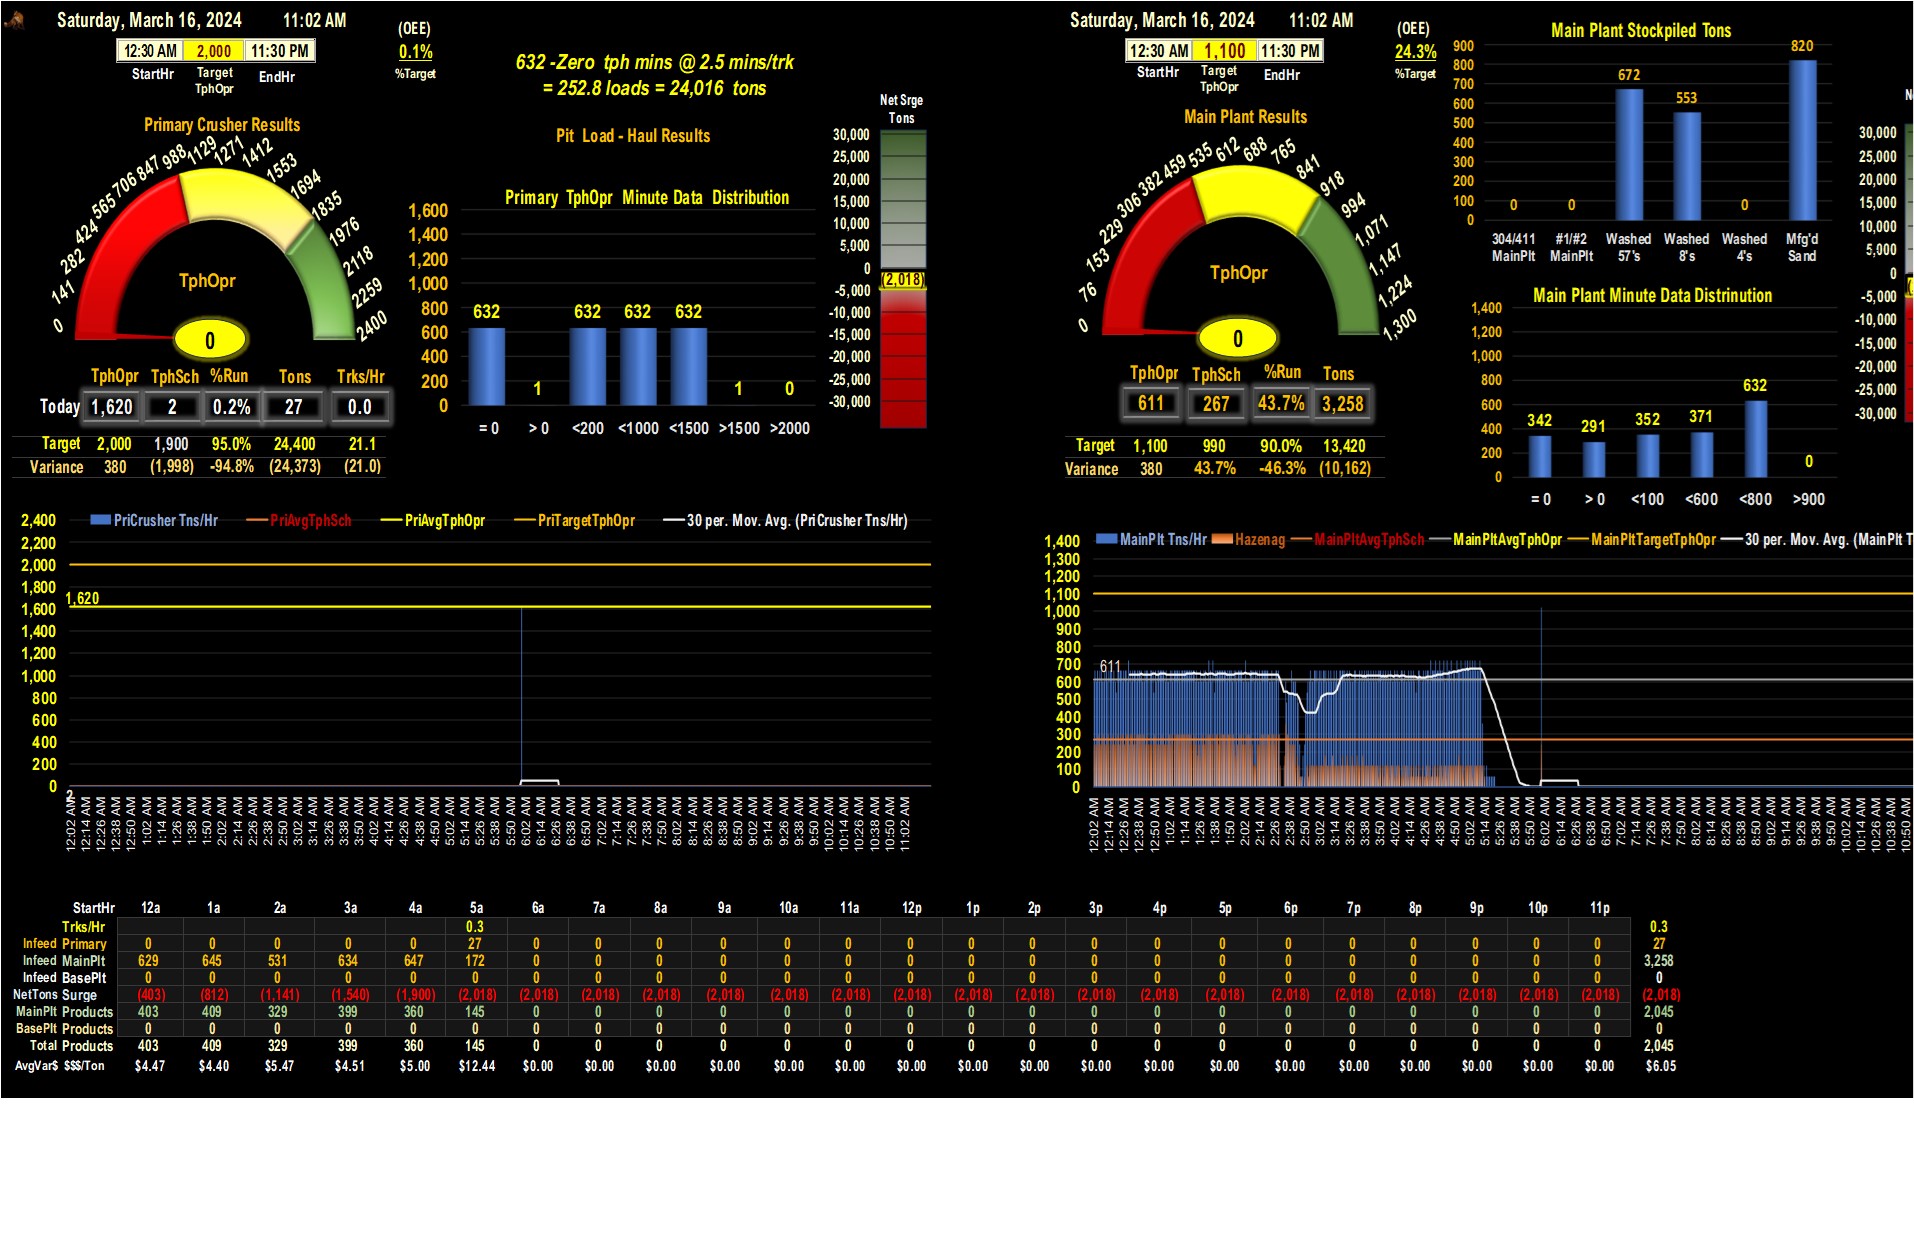 Saturday, March 16, 2024 11:02 AM
12:30 AM 2,000 11:30 PM
StartHr Target TphOpr EndHr
(OEE)
0.1%
%Target
632 -Zero tph mins @ 2.5 mins/trk
= 252.8 loads = 24,016 tons
Primary Crusher Results
0 141 282 424 565 706 847 988 1129 1271 1412 1553 1694 1835 1976 2118 2259 2400
TphOpr
0
TphOpr TphSch %Run Tons Trks/Hr
Today 1,620 2 0.2% 27 0.0
Target 2,000 1,900 95.0% 24,400 21.1
Variance 380 (1,998) -94.8% (24,373) (21.0)
Pit Load - Haul Results
Primary TphOpr Minute Data Distribution
1,600
1,400
1,200
1,000
800
600
400
200
0
632 1 632 632 632 1 0
= 0 > 0 <200 <1000 <1500 >1500 >2000
Net Srge
Tons
30,000
25,000
20,000
15,000
10,000
5,000
0
(2,018)
-5,000
-10,000
-15,000
-20,000
-25,000
-30,000
Saturday, March 16, 2024 11:02 AM
12:30 AM 1,100 11:30 PM
StartHr Target TphOpr EndHr
(OEE)
24.3%
%Target
Main Plant Results
0 76 153 229 306 382 459 535 612 688 765 841 918 994 1,071 1,147 1,224 1,300
TphOpr
0
TphOpr TphSch %Run Tons
611 267 43.7% 3,258
Target 1,100 990 90.0% 13,420
Variance 380 43.7% -46.3% (10,162)
Main Plant Stockpiled Tons
900
800
700
600
500
400
300
200
100
0
0 0 672 553 0 820
304/411 MainPlt #1/#2 MainPlt Washed 57's Washed 8's Washed 4's Mfg'd Sand
Main Plant Minute Data Distrinution
1,400
1,200
1,000
800
600
400
200
0
342 291 352 371 632 0
= 0 > 0 <100 <600 <800 >900
30,000
25,000
20,000
15,000
10,000
5,000
0
-5,000
-10,000
-15,000
-20,000
-25,000
-30,000
PriCrusher Tns/Hr PriAvgTphSch PriAvgTphOpr PriTargetTphOpr 30 per. Mov. Avg. (PriCrusher Tns/Hr)
2,400
2,200
2,000
1,800
1,600
1,400
1,200
1,000
800
600
400
200
0
1,620
2
12:02 AM 12:14 AM 12:26 AM 12:38 AM 12:50 AM 1:02 AM 1:14 AM 1:26 AM 1:38 AM 1:50 AM 2:02 AM 2:14 AM 2:26 AM 2:38 AM 2:50 AM 3:02 AM 3:14 AM 3:26 AM 3:38 AM 3:50 AM 4:02 AM 4:14 AM 4:26 AM 4:38 AM 4:50 AM 5:02 AM 5:14 AM 5:26 AM 5:38 AM 5:50 AM 6:02 AM 6:14 AM 6:26 AM 6:38 AM 6:50 AM 7:02 AM 7:14 AM 7:26 AM 7:38 AM 7:50 AM 8:02 AM 8:14 AM 8:26 AM 8:38 AM 8:50 AM 9:02 AM 9:14 AM 9:26 AM 9:38 AM 9:50 AM 10:02 AM 10:14 AM 10:26 AM 10:38 AM 10:50 AM 11:02 AM
MainPlt Tns/Hr Hazenag MainPltAvgTphSch MainPltAvgTphOpr MainPltTargetTphOpr 30 per. Mov. Avg. (MainPlt T
1,400
1,300
1,200
1,100
1,000
900
800
700
600
500
400
300
200
100
0
611
12:02 AM 12:14 AM 12:26 AM 12:38 AM 12:50 AM 1:02 AM 1:14 AM 1:26 AM 1:38 AM 1:50 AM 2:02 AM 2:14 AM 2:26 AM 2:38 AM 2:50 AM 3:02 AM 3:14 AM 3:26 AM 3:38 AM 3:50 AM 4:02 AM 4:14 AM 4:26 AM 4:38 AM 4:50 AM 5:02 AM 5:14 AM 5:26 AM 5:38 AM 5:50 AM 6:02 AM 6:14 AM 6:26 AM 6:38 AM 6:50 AM 7:02 AM 7:14 AM 7:26 AM 7:38 AM 7:50 AM 8:02 AM 8:14 AM 8:26 AM 8:38 AM 8:50 AM 9:02 AM 9:14 AM 9:26 AM 9:38 AM 9:50 AM 10:02 AM 10:14 AM 10:26 AM 10:38 AM 10:50 AM
StartHr 12a 1a 2a 3a 4a 5a 6a 7a 8a 9a 10a 11a 12p 1p 2p 3p 4p 5p 6p 7p 8p 9p 10p 11p
Trks/Hr 0.3 0.3
Infeed Primary 0 0 0 0 0 27 0 0 0 0 0 0 0 0 0 0 0 0 0 0 0 0 0 0 27
Infeed MainPlt 629 645 531 634 647 172 0 0 0 0 0 0 0 0 0 0 0 0 0 0 0 0 0 0 3,258
Infeed BasePlt 0 0 0 0 0 0 0 0 0 0 0 0 0 0 0 0 0 0 0 0 0 0 0 0 0
NetTons Surge (403) (812) (1,141) (1,540) (1,900) (2,018) (2,018) (2,018) (2,018) (2,018) (2,018) (2,018) (2,018) (2,018) (2,018) (2,018) (2,018) (2,018) (2,018) (2,018) (2,018) (2,018) (2,018) (2,018) (2,018)
MainPlt Products 403 409 329 399 360 145 0 0 0 0 0 0 0 0 0 0 0 0 0 0 0 0 0 0 2,045
BasePlt Products 0 0 0 0 0 0 0 0 0 0 0 0 0 0 0 0 0 0 0 0 0 0 0 0 0
Total Products 403 409 329 399 360 145 0 0 0 0 0 0 0 0 0 0 0 0 0 0 0 0 0 0 2,045
AvgVar$ $$$/Ton $4.47 $4.40 $5.47 $4.51 $5.00 $12.44 $0.00 $0.00 $0.00 $0.00 $0.00 $0.00 $0.00 $0.00 $0.00 $0.00 $0.00 $0.00 $0.00 $0.00 $0.00 $0.00 $0.00 $0.00 $6.05